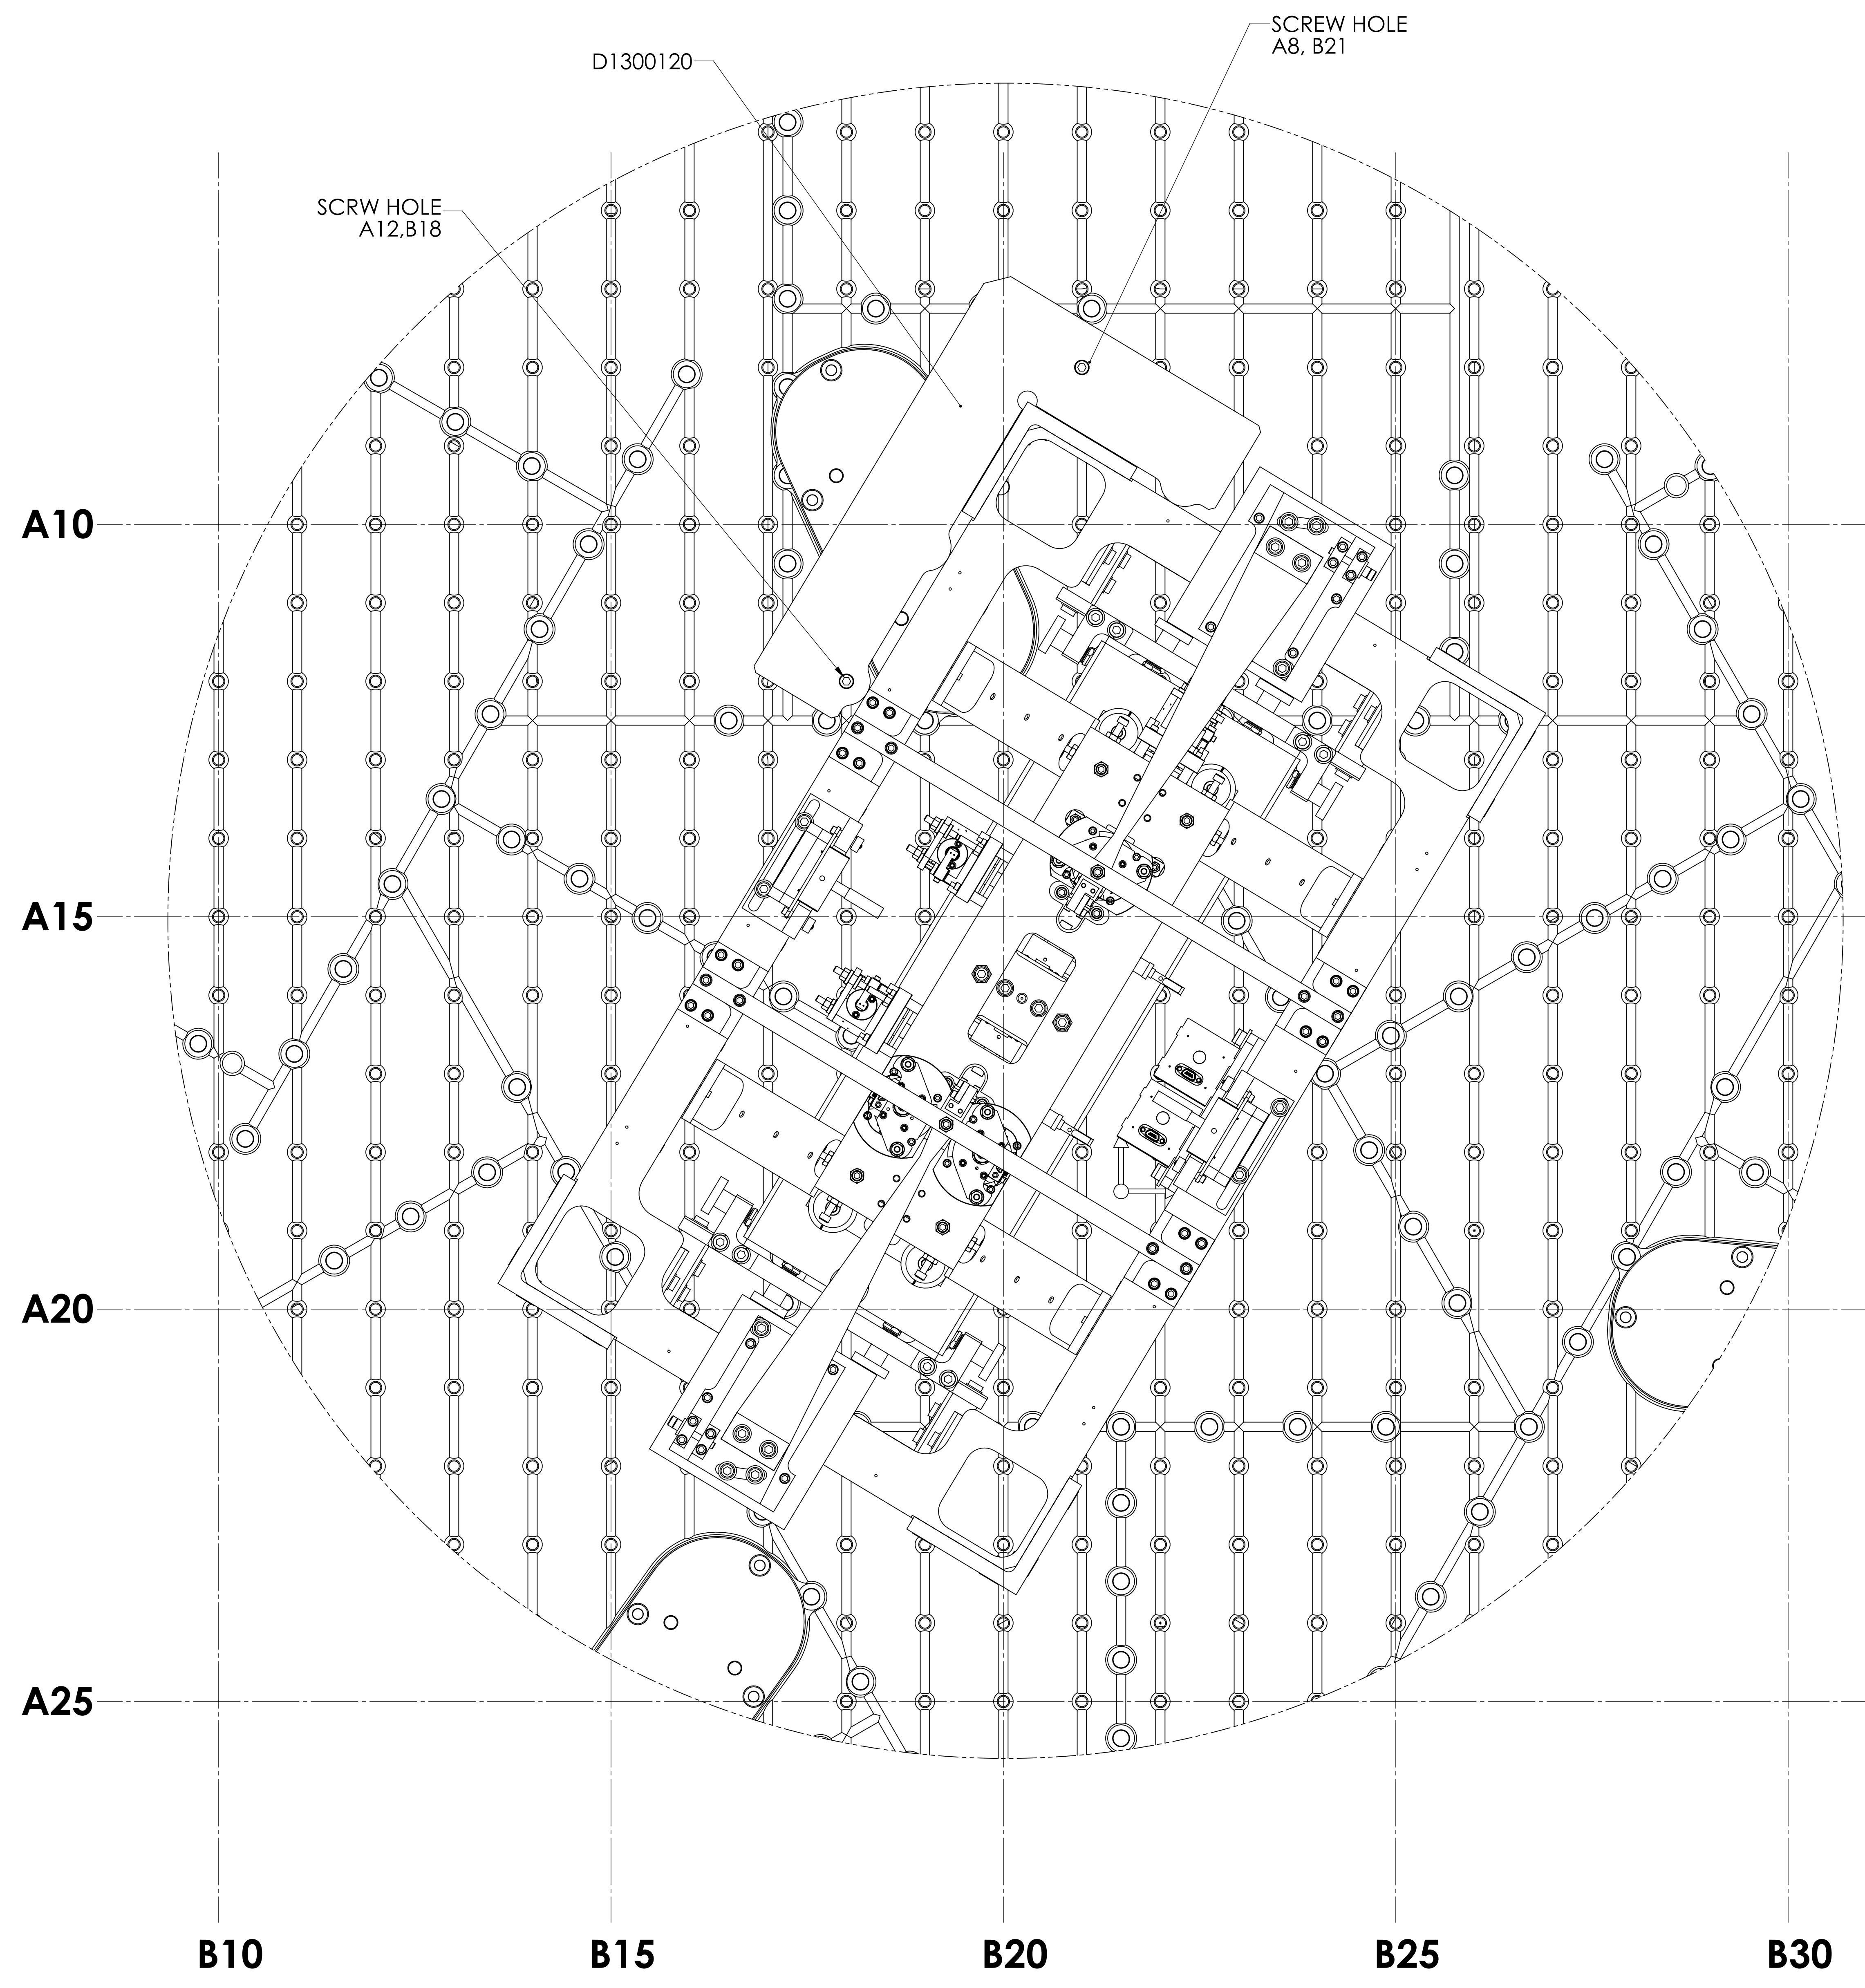 SCREW HOLE
A8, B21
D1300120
SCRW HOLE
A12,B18
A10
A15
A20
A25
B10
B15
B20
B25
B30